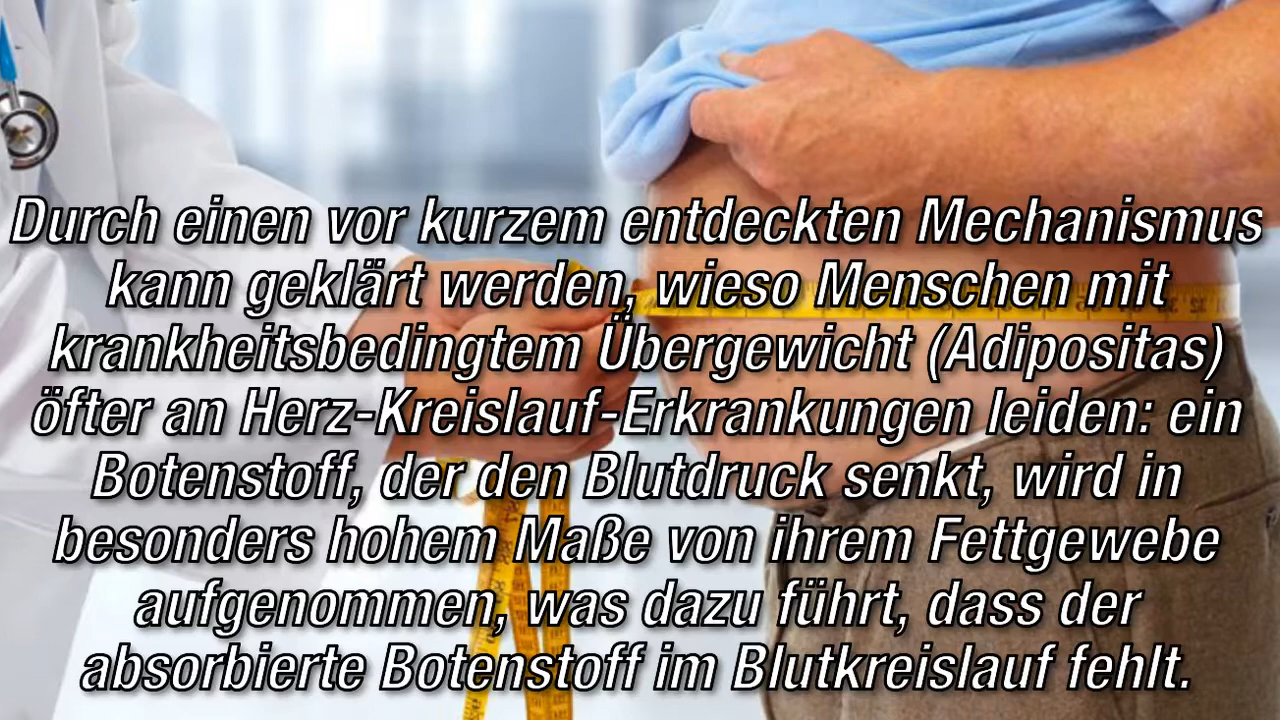 Durch einen vor kurzem entdeckten Mechanismus
kann geklärt werden, wieso Menschen mit
krankheitsbedingtem Übergewicht (Adipositas)
öfter an Herz-Kreislauf-Erkrankungen leiden: ein
Botenstoff, der den Blutdruck senkt, wird in
besonders hohem Maße von ihrem Fettgewebe
aufgenommen, was dazu führt, dass der
absorbierte Botenstoff im Blutkreislauf fehlt.